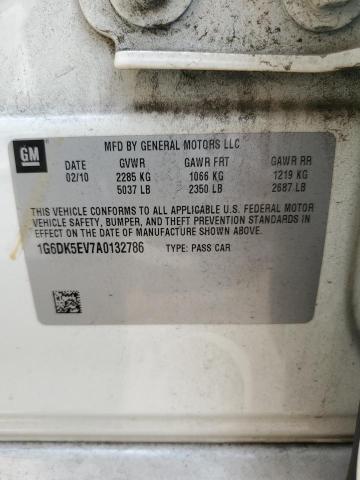 GM
MFD BY GENERAL MOTORS LLC
DATE GVWR GAWR FRT GAWR RR
02/10 2285 KG 1066 KG 1219 KG
5037 LB 2350 LB 2687 LB
THIS VEHICLE CONFORMS TO ALL APPLICABLE U.S. FEDERAL MOTOR
VEHICLE SAFETY, BUMPER, AND THEFT PREVENTION STANDARDS IN
EFFECT ON THE DATE OF MANUFACTURE SHOWN ABOVE.
1G6DK5EV7A0132786 TYPE: PASS CAR